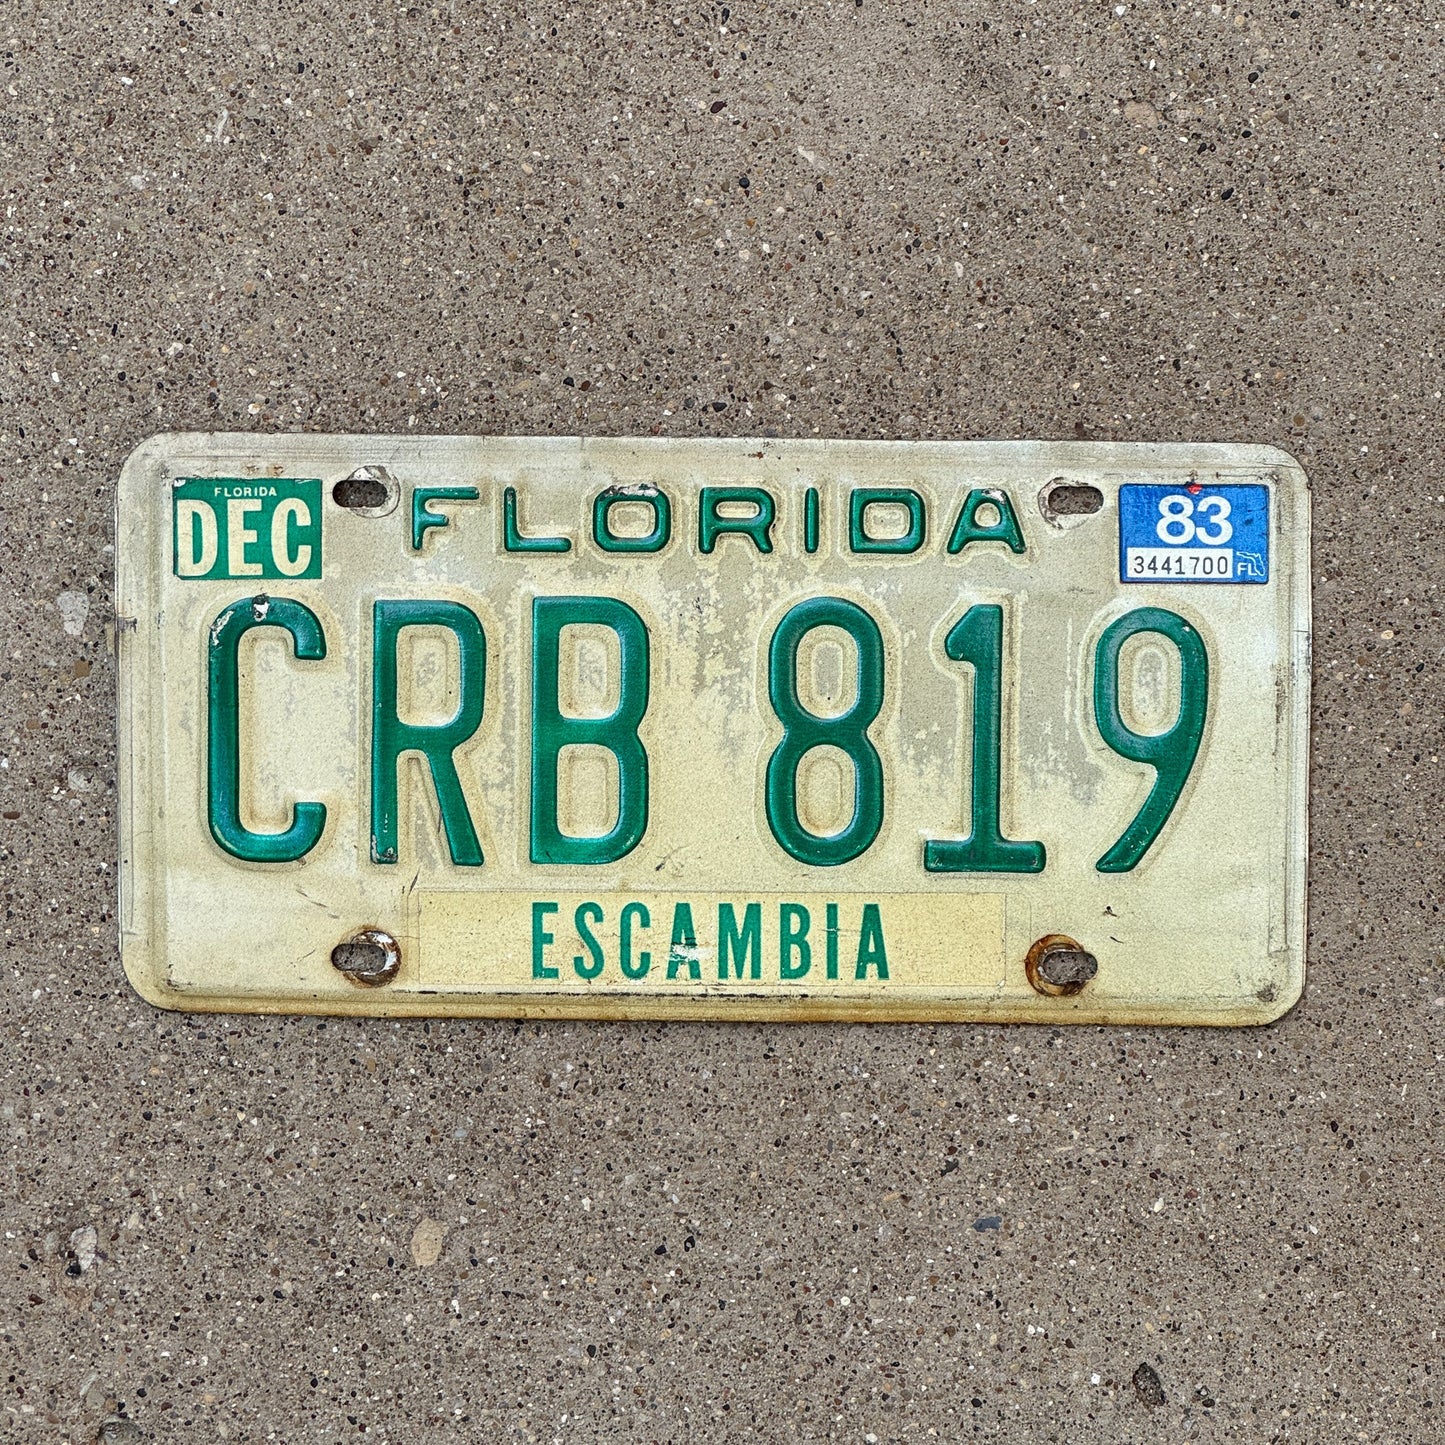 FLORIDA
DEC
FLORIDA
83
3441700 FL
CRB 819
ESCAMBIA